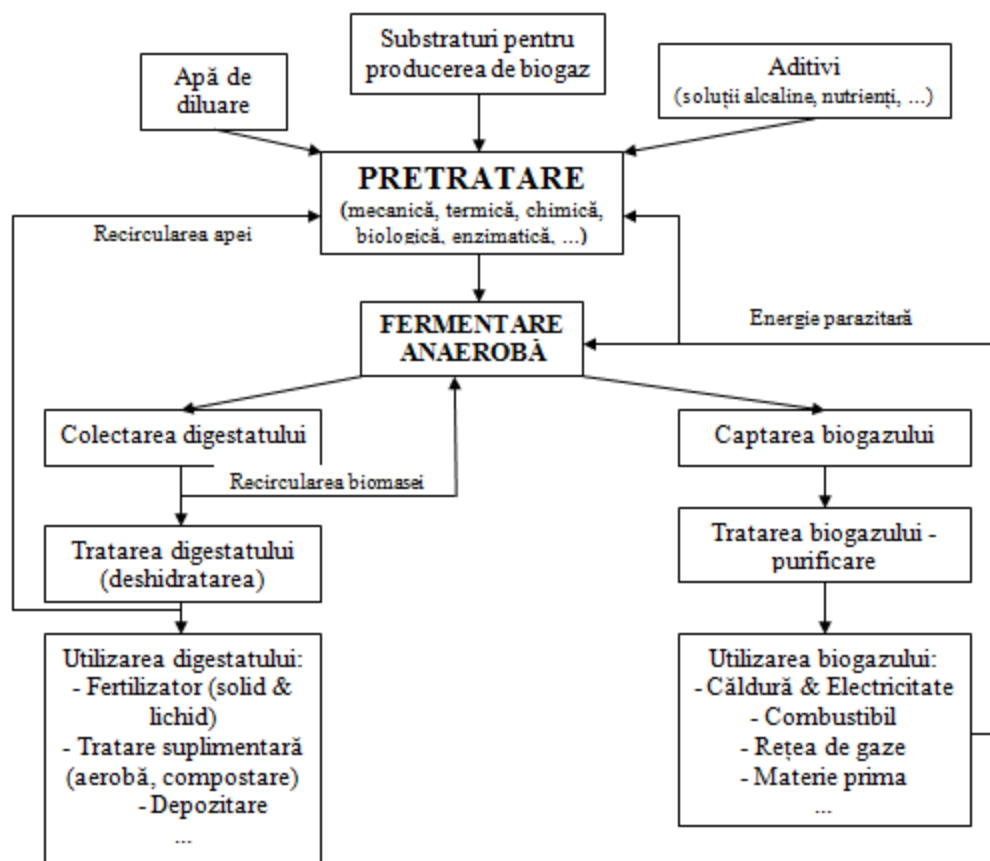 Substraturi pentru
producerea de biogaz
Apă de
diluare
Aditivi
(soluții alcaline, nutrienți, ...)
PRETRATARE
(mecanică, termică, chimică,
biologică, enzimatică, ...)
Recircularea apei
FERMENTARE
ANAEROBĂ
Energie parazitară
Colectarea digestatului
Captarea biogazului
Recircularea biomasei
Tratarea digestatului
(deshidratarea)
Tratarea biogazului -
purificare
Utilizarea digestatului:
- Fertilizator (solid &
lichid)
- Tratare suplimentară
(aerobă, compostare)
- Depozitare
...
Utilizarea biogazului:
- Căldură & Electricitate
- Combustibil
- Rețea de gaze
- Materie prima
...